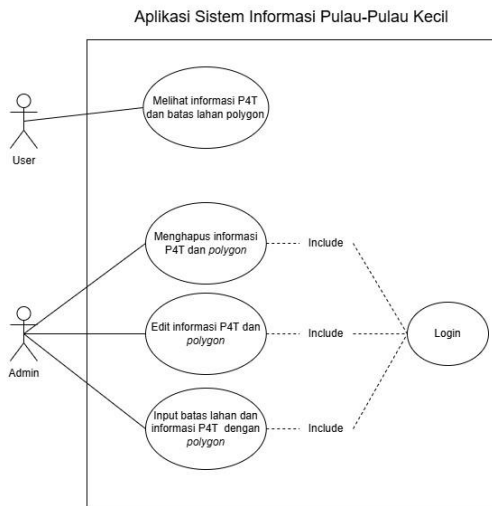 Aplikasi Sistem Informasi Pulau-Pulau Kecil
Melihat informasi P4T
dan batas lahan polygon
User
Menghapus informasi
P4T dan polygon
Include
Edit informasi P4T dan
polygon
Include
Login
Admin
Input batas lahan dan
informasi P4T dengan
polygon
Include